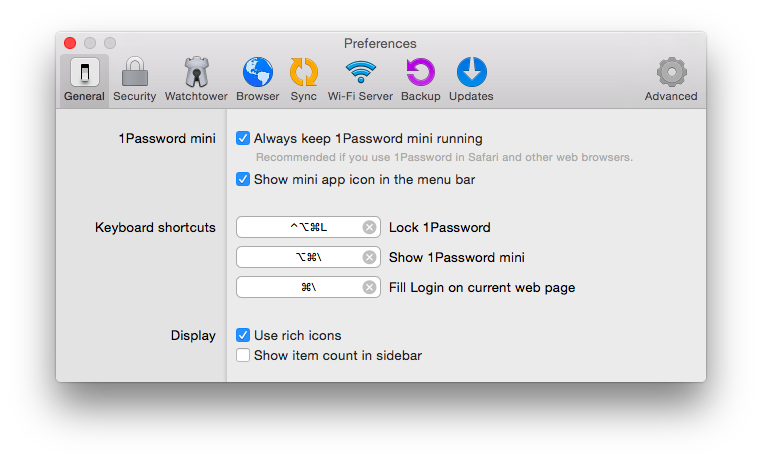 Preferences
General Security Watchtower Browser Sync Wi-Fi Server Backup Updates Advanced
1Password mini Always keep 1Password mini running
Recommended if you use 1Password in Safari and other web browsers.
Show mini app icon in the menu bar
Keyboard shortcuts ^⌥⌘L Lock 1Password
⌥⌘\ Show 1Password mini
⌘\ Fill Login on current web page
Display Use rich icons
Show item count in sidebar